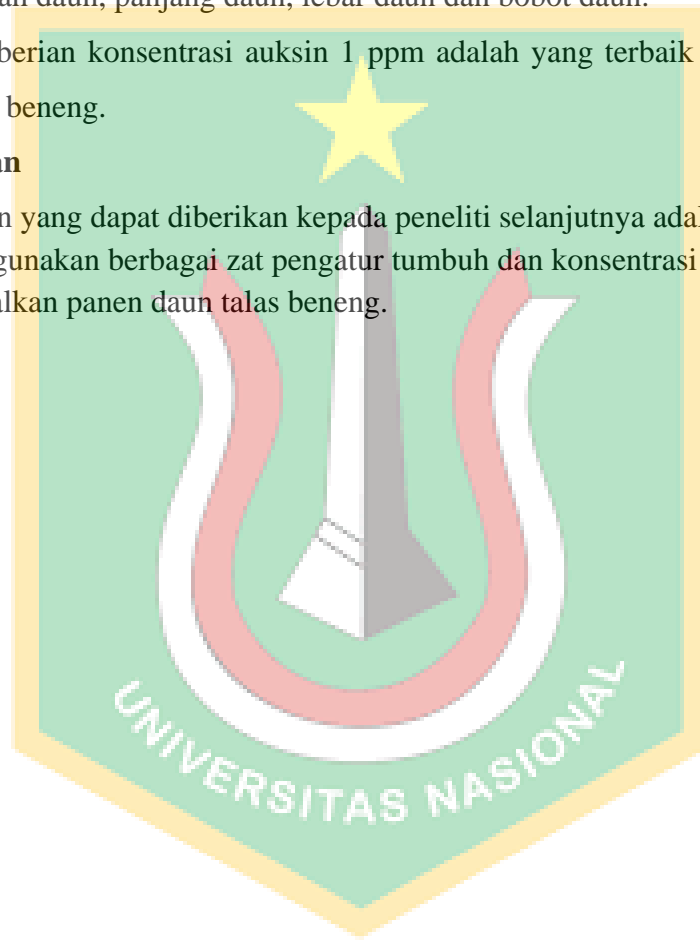 daun, panjang daun, lebar daun dan bobot daun.
berian konsentrasi auksin 1 ppm adalah yang terbaik
beneng.
an
n yang dapat diberikan kepada peneliti selanjutnya adal
gunakan berbagai zat pengatur tumbuh dan konsentrasi
alkan panen daun talas beneng.
UNIVERSITAS NASIONAL